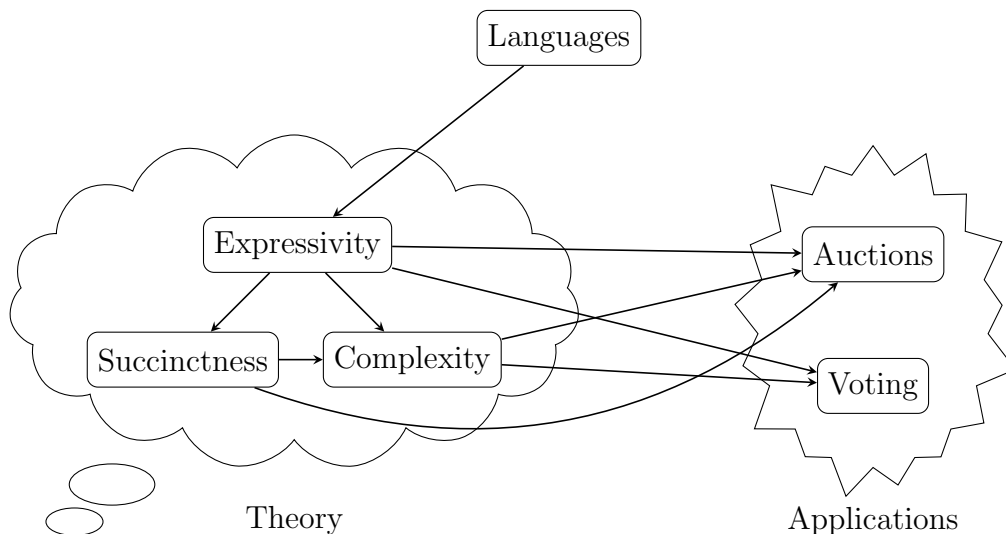 Languages
Expressivity
Auctions
Succinctness
Complexity
Voting
Theory
Applications